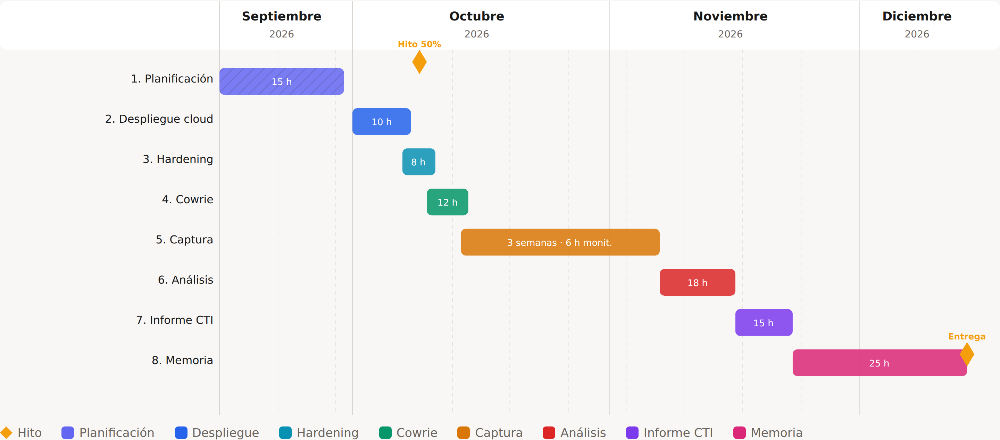 Septiembre
2026
Octubre
2026
Noviembre
2026
Diciembre
2026
Hito 50%
1. Planificación
15 h
2. Despliegue cloud
10 h
3. Hardening
8 h
4. Cowrie
12 h
5. Captura
3 semanas · 6 h monit.
6. Análisis
18 h
7. Informe CTI
15 h
Entrega
8. Memoria
25 h
Hito
Planificación
Despliegue
Hardening
Cowrie
Captura
Análisis
Informe CTI
Memoria